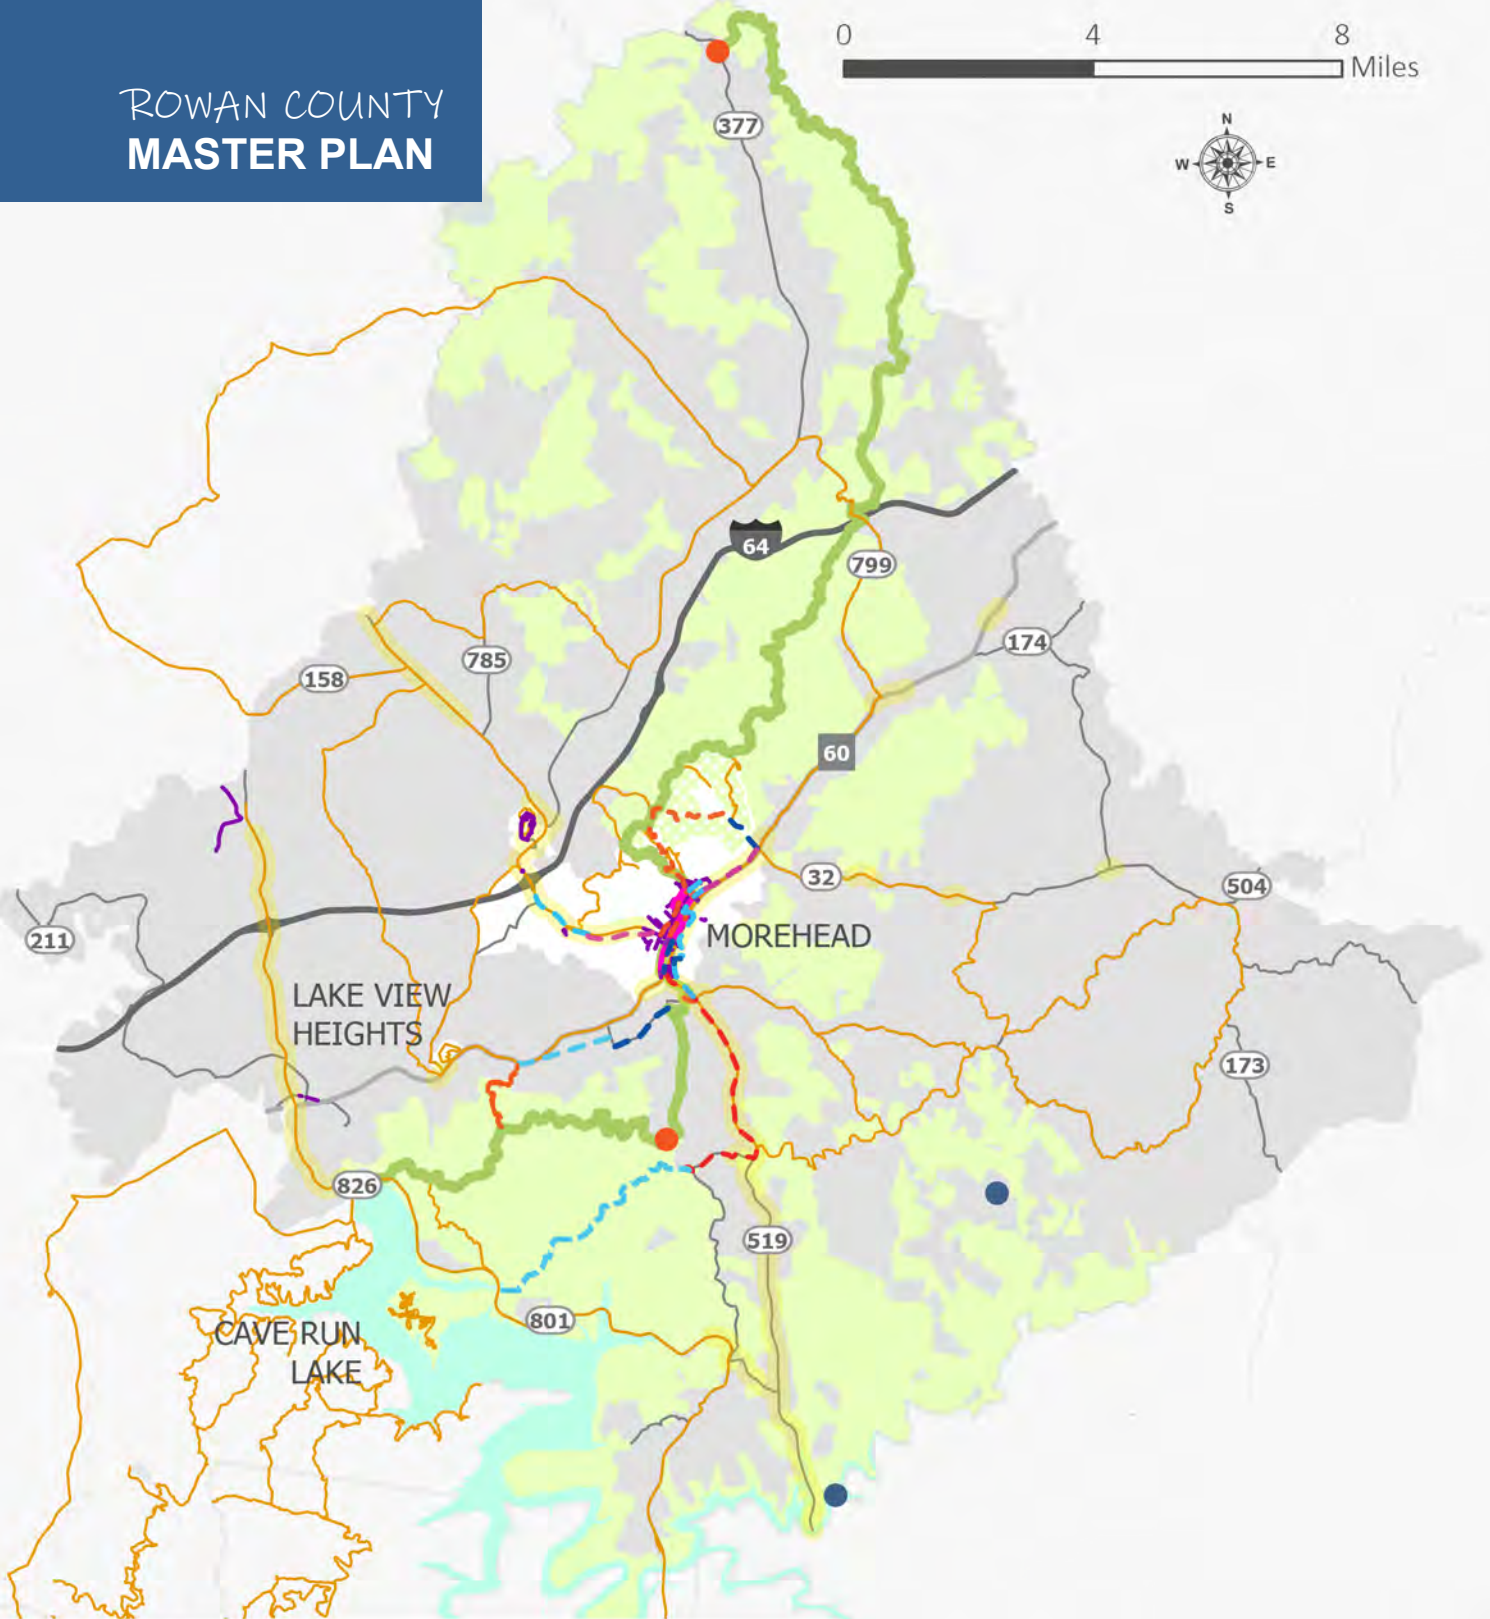 ROWAN COUNTY
MASTER PLAN
0 4 8
Miles
N
W E
S
377
64
799
174
785
158
60
32
504
211
MOREHEAD
LAKE VIEW
HEIGHTS
173
826
519
801
CAVE RUN
LAKE